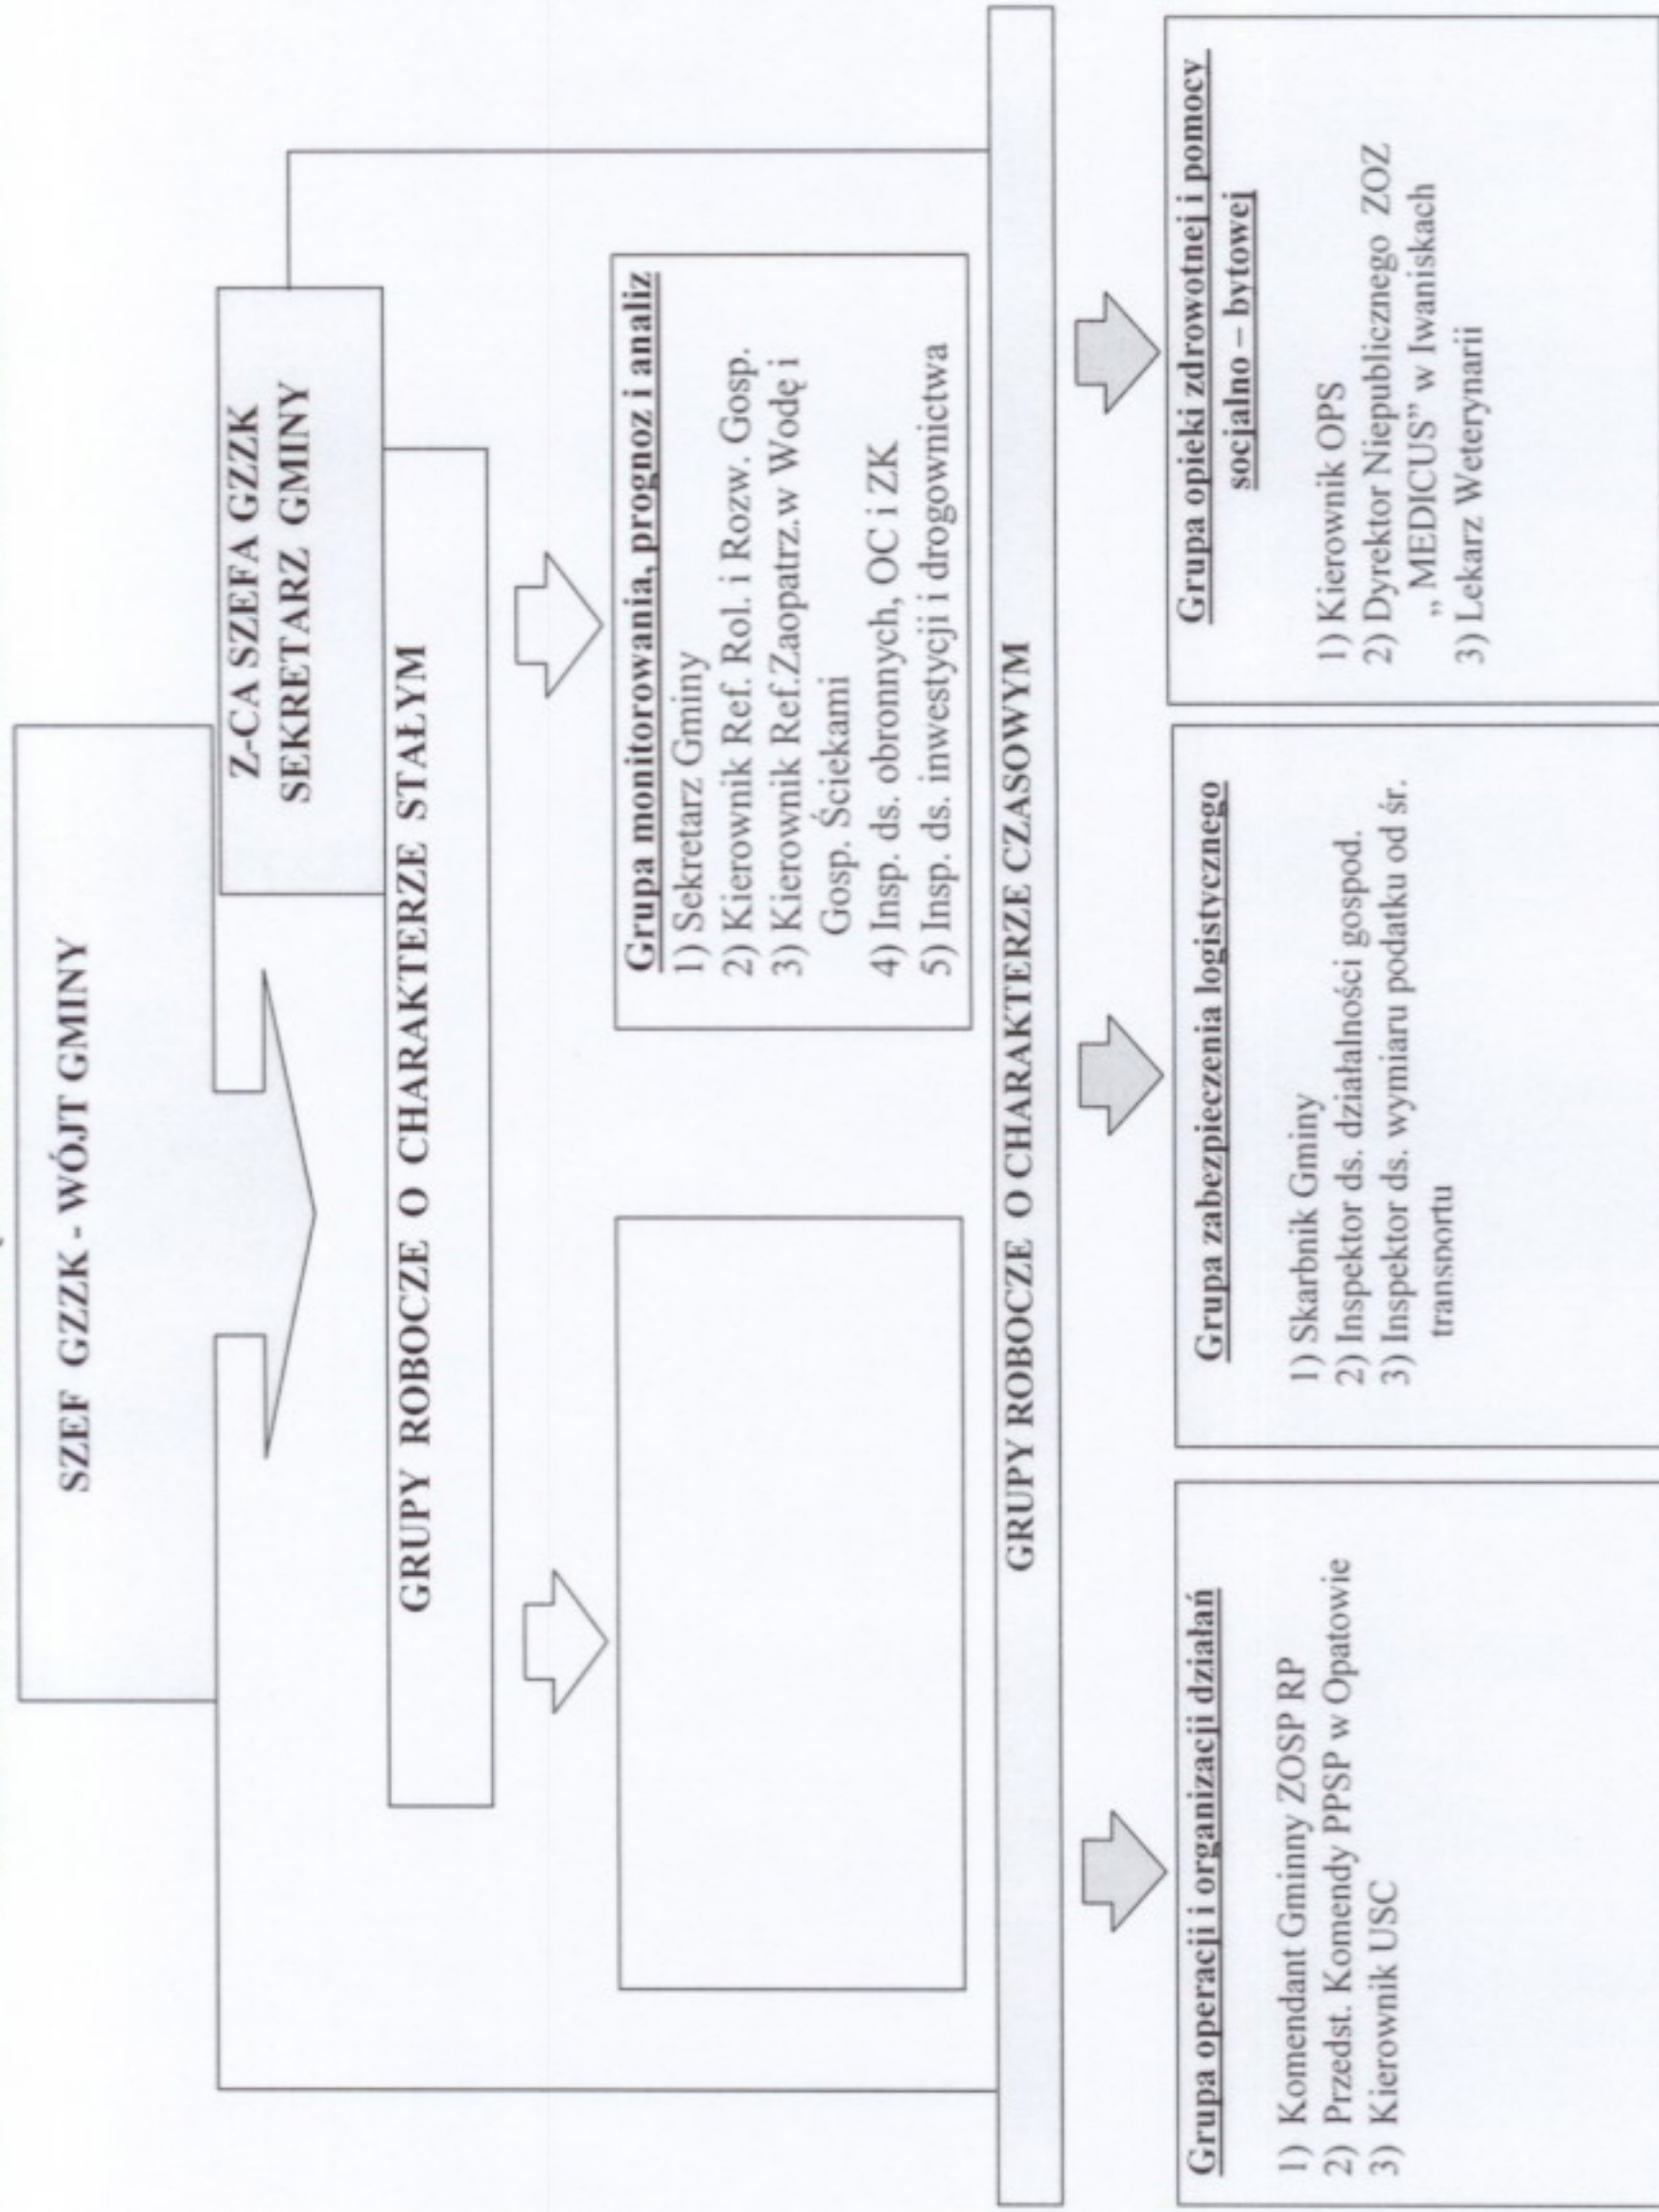 SZEF GZZK - WÓJT GMINY
Z-CA SZEFA GZZK
SEKRETARZ GMINY
GRUPY ROBOCZE O CHARAKTERZE STAŁYM
Grupa monitorowania, prognoz i analiz
1) Sekretarz Gminy
2) Kierownik Ref. Rol. i Rozw. Gosp.
3) Kierownik Ref.Zaopatrz.w Wodę i
Gosp. Ściekami
4) Insp. ds. obronnych, OC i ZK
5) Insp. ds. inwestycji i drogownictwa
GRUPY ROBOCZE O CHARAKTERZE CZASOWYM
Grupa operacji i organizacji działań
1) Komendant Gminny ZOSP RP
2) Przedst. Komendy PPSP w Opatowie
3) Kierownik USC
Grupa zabezpieczenia logistycznego
1) Skarbnik Gminy
2) Inspektor ds. działalności gospod.
3) Inspektor ds. wymiaru podatku od śr.
transportu
Grupa opieki zdrowotnej i pomocy
socjalno – bytowej
1) Kierownik OPS
2) Dyrektor Niepublicznego ZOZ
„MEDICUS” w Iwaniskach
3) Lekarz Weterynarii